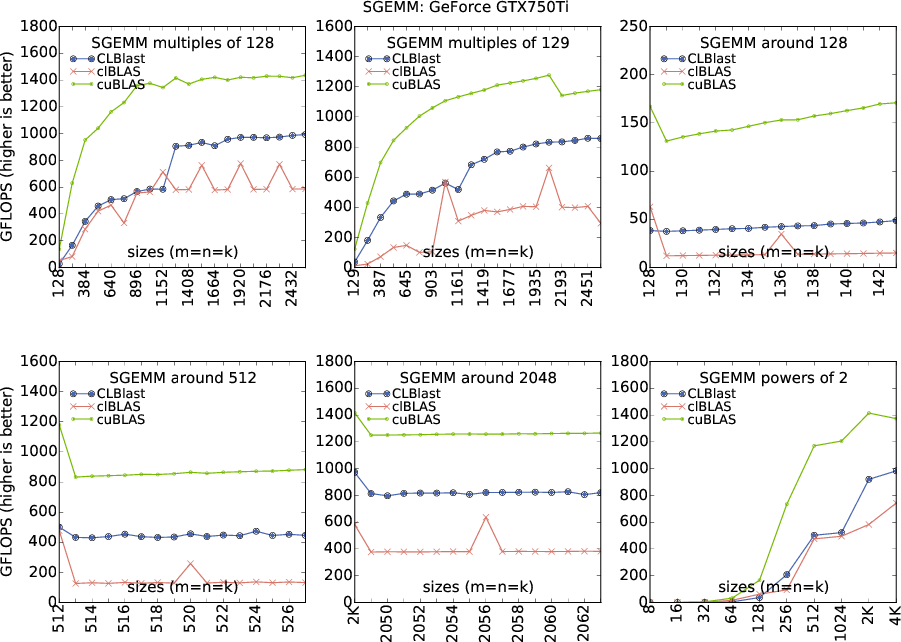 SGEMM: GeForce GTX750Ti
GFLOPS (higher is better)
SGEMM multiples of 128
CLBlast
clBLAS
cuBLAS
1800
1600
1400
1200
1000
800
600
400
200
0
sizes (m=n=k)
128
384
640
896
1152
1408
1664
1920
2176
2432
SGEMM multiples of 129
CLBlast
clBLAS
cuBLAS
1800
1600
1400
1200
1000
800
600
400
200
0
sizes (m=n=k)
129
387
645
903
1161
1419
1677
1935
2193
2451
SGEMM around 128
CLBlast
clBLAS
cuBLAS
250
200
150
100
50
0
sizes (m=n=k)
128
130
132
134
136
138
140
142
GFLOPS (higher is better)
SGEMM around 512
CLBlast
clBLAS
cuBLAS
1600
1400
1200
1000
800
600
400
200
0
sizes (m=n=k)
512
514
516
518
520
522
524
526
SGEMM around 2048
CLBlast
clBLAS
cuBLAS
1800
1600
1400
1200
1000
800
600
400
200
0
sizes (m=n=k)
2K
2050
2052
2054
2056
2058
2060
2062
SGEMM powers of 2
CLBlast
clBLAS
cuBLAS
1800
1600
1400
1200
1000
800
600
400
200
0
sizes (m=n=k)
8
16
32
64
128
256
512
1024
2K
4K